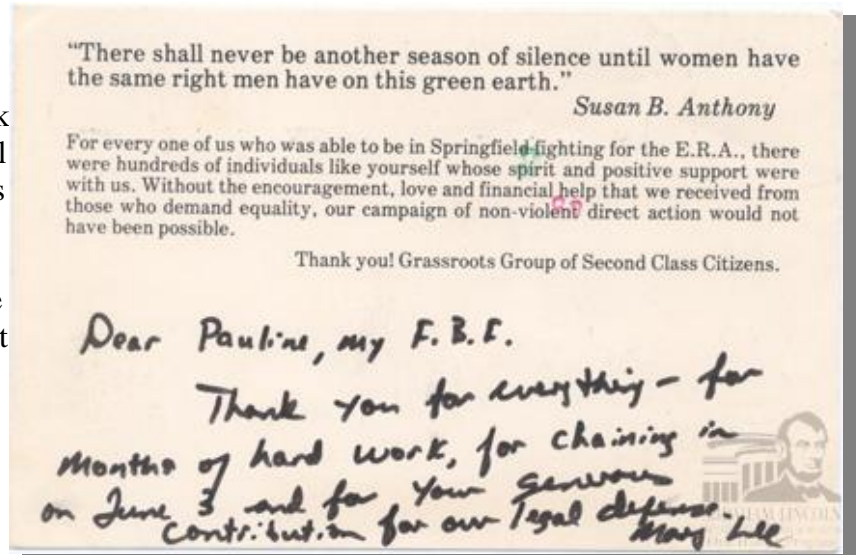 “There shall never be another season of silence until women have
the same right men have on this green earth.”
Susan B. Anthony
For every one of us who was able to be in Springfield fighting for the E.R.A., there
were hundreds of individuals like yourself whose spirit and positive support were
with us. Without the encouragement, love and financial help that we received from
those who demand equality, our campaign of non-violent direct action would not
have been possible.
Thank you! Grassroots Group of Second Class Citizens.
Dear Pauline, my F.B.I.
Thank you for everything – for
months of hard work, for chaining in
on June 3 and for your generous
contribution for our legal defense.
Mary Lee